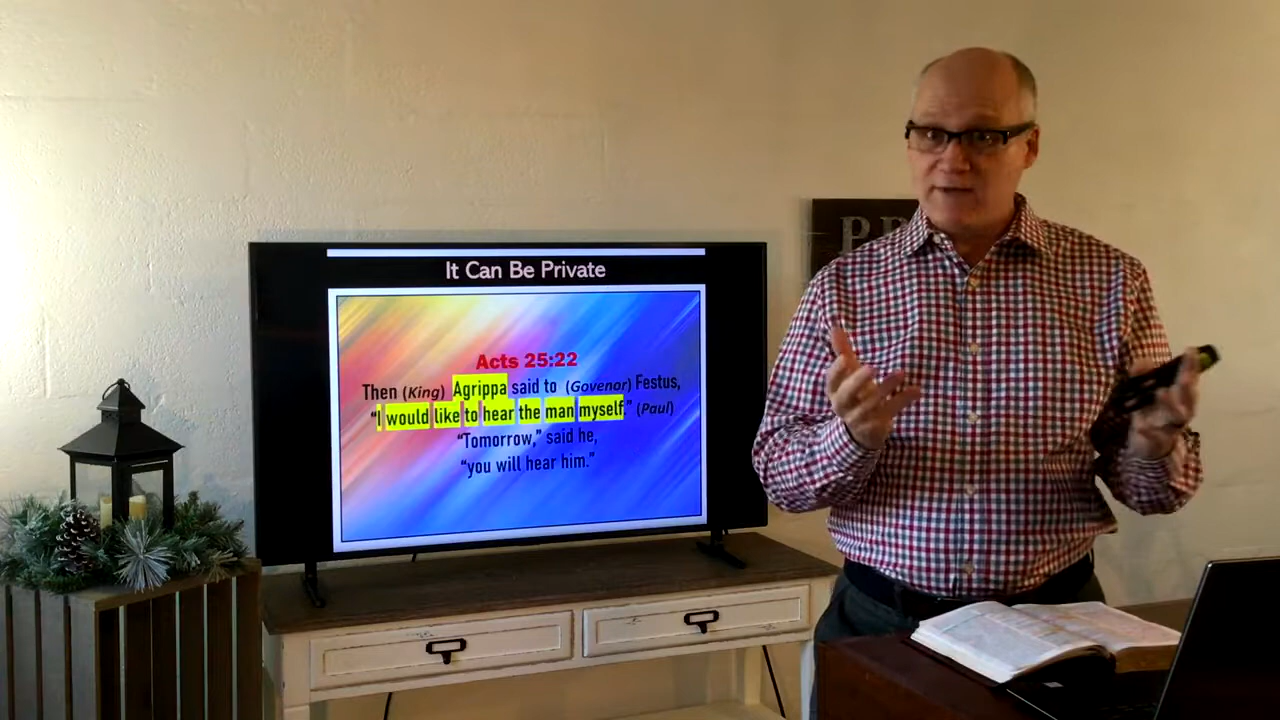 It Can Be Private
Acts 25:22
Then (King) Agrippa said to (Govenor) Festus,
“I would like to hear the man myself.” (Paul)
“Tomorrow,” said he,
“you will hear him.”